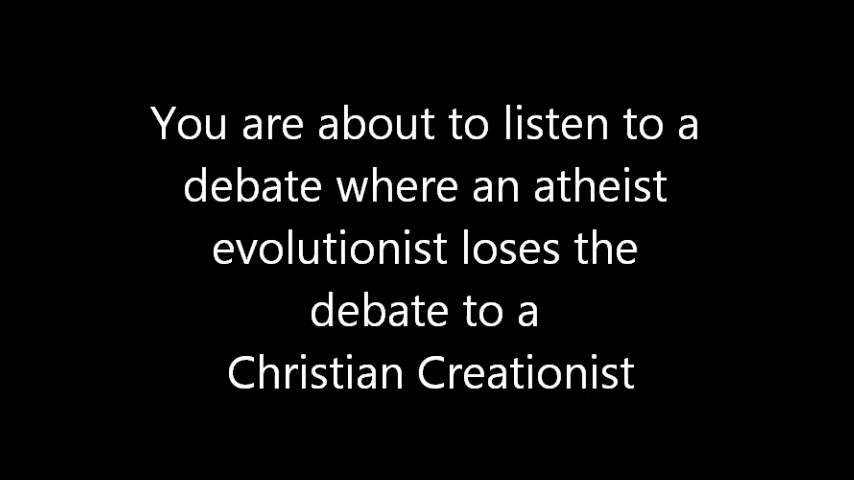 You are about to listen to a
debate where an atheist
evolutionist loses the
debate to a
Christian Creationist